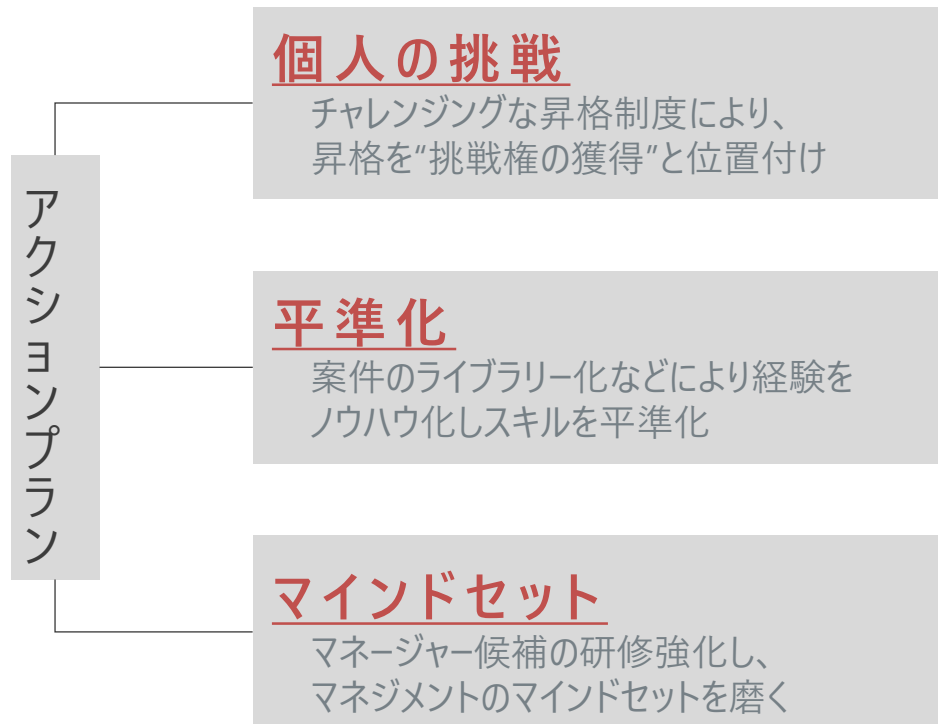 アクションプラン
個人の挑戦
チャレンジングな昇格制度により、
昇格を“挑戦権の獲得”と位置付け
平準化
案件のライブラリー化などにより経験を
ノウハウ化しスキルを平準化
マインドセット
マネージャー候補の研修強化し、
マネジメントのマインドセットを磨く